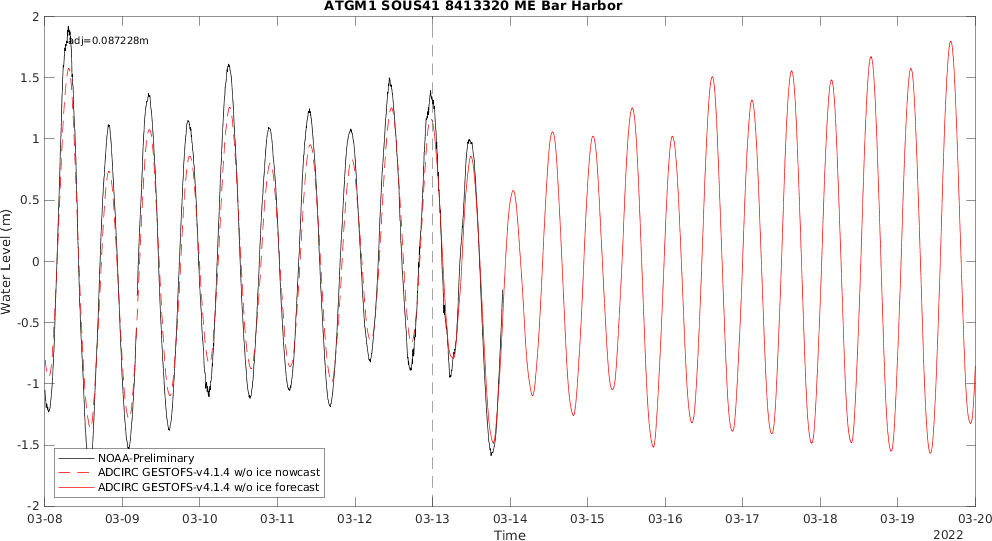 ATGM1 SOUS41 8413320 ME Bar Harbor
adj=0.087228m
2
1.5
1
0.5
0
-0.5
-1
-1.5
-2
Water Level (m)
NOAA-Preliminary
ADCIRC GESTOFS-v4.1.4 w/o ice nowcast
ADCIRC GESTOFS-v4.1.4 w/o ice forecast
03-08 03-09 03-10 03-11 03-12 03-13 03-14 03-15 03-16 03-17 03-18 03-19 03-20
Time
2022